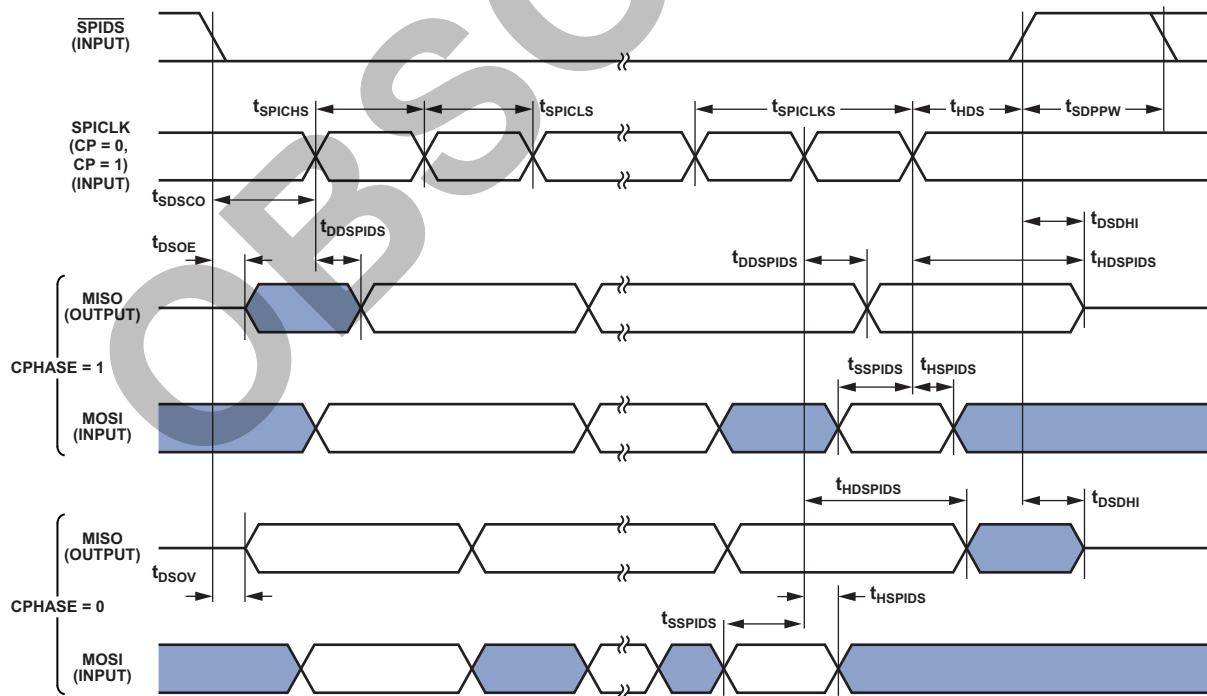 SPIDS
(INPUT)
tSPICHS
tSPICLS
tSPICLKS
tHDS
tSDPPW
SPICLK
(CP = 0,
CP = 1)
(INPUT)
tSDSCO
tDSOE
tDDSPIDS
tDDSPIDS
tDSDHI
tHDSPIDS
MISO
(OUTPUT)
CPHASE = 1
tSSPIDS
tHSPIDS
MOSI
(INPUT)
tHDSPIDS
tDSDHI
MISO
(OUTPUT)
tDSOV
CPHASE = 0
tHSPIDS
tSSPIDS
MOSI
(INPUT)
OBSO